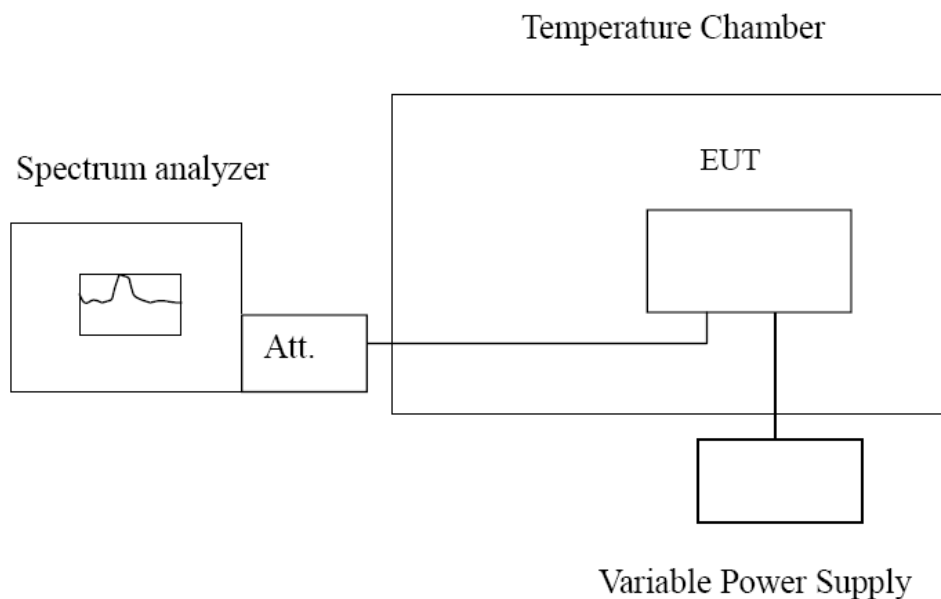 Temperature Chamber
Spectrum analyzer
EUT
Att.
Variable Power Supply